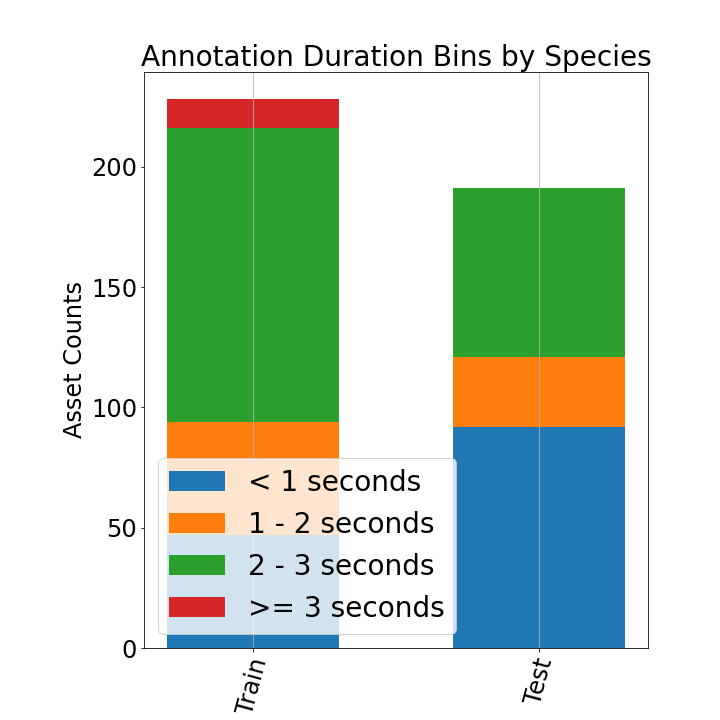 Annotation Duration Bins by Species
Asset Counts
200
150
100
50
0
< 1 seconds
1 - 2 seconds
2 - 3 seconds
>= 3 seconds
Train
Test